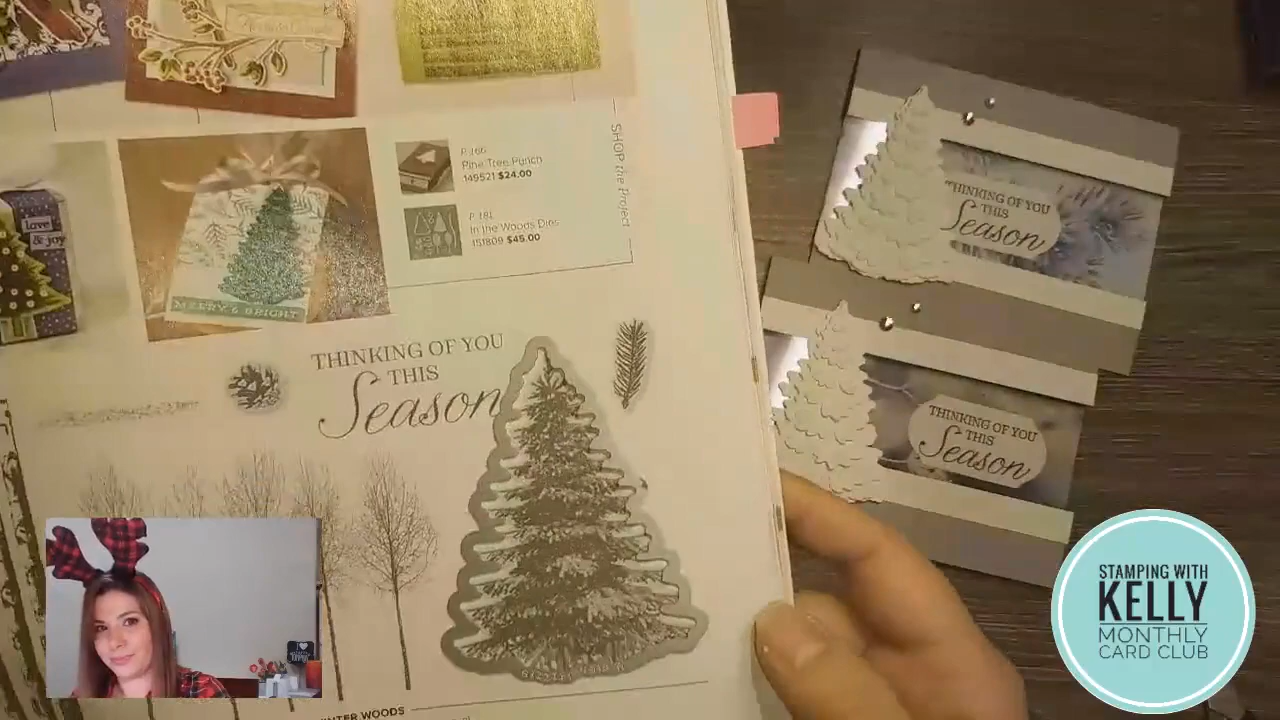 P. 166
Pine Tree Punch
149521 $24.00
P. 181
In the Woods Dies
151809 $45.00
SHOP the Project
love
& joy
MERRY & BRIGHT
THINKING OF YOU
THIS
Season
WINTER WOODS
THINKING OF YOU
THIS
Season
THINKING OF YOU
THIS
Season
STAMPING WITH
KELLY
MONTHLY
CARD CLUB